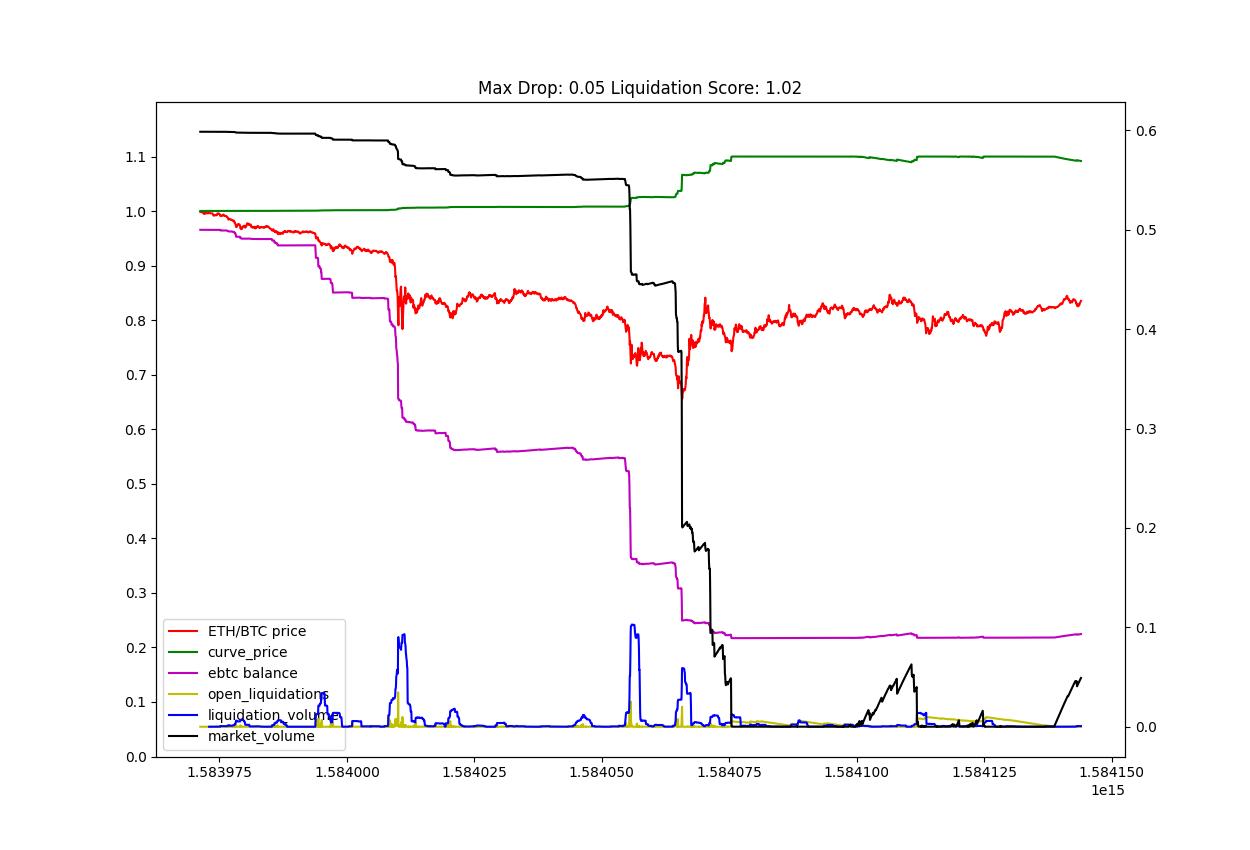 Max Drop: 0.05 Liquidation Score: 1.02
1.1
1.0
0.9
0.8
0.7
0.6
0.5
0.4
0.3
0.2
0.1
0.0
0.6
0.5
0.4
0.3
0.2
0.1
0.0
ETH/BTC price
curve_price
ebtc balance
open_liquidations
liquidation_volume
market_volume
1.583975 1.584000 1.584025 1.584050 1.584075 1.584100 1.584125 1.584150
1e15